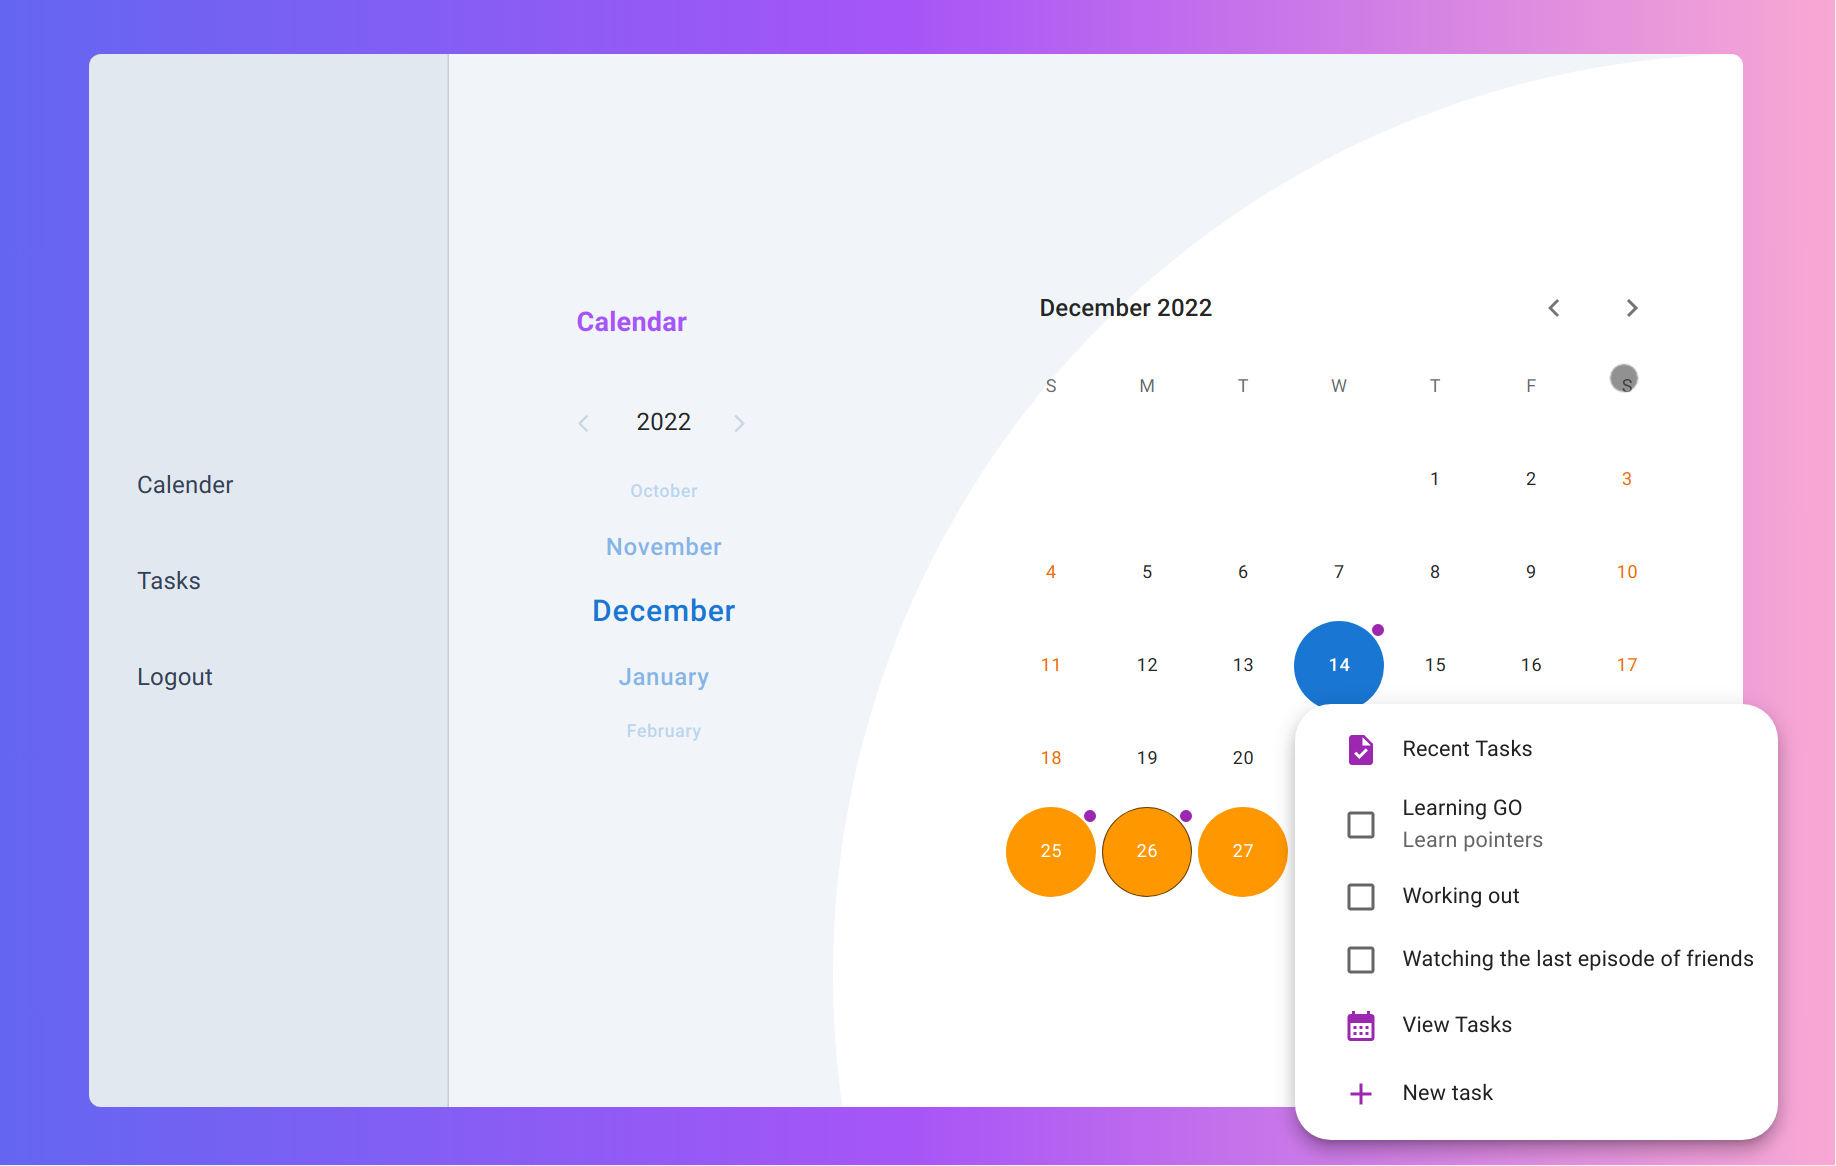 Calender
Tasks
Logout
Calendar
2022
October
November
December
January
February
December 2022
S M T W T F S
1 2 3
4 5 6 7 8 9 10
11 12 13 14 15 16 17
18 19 20
25 26 27
Recent Tasks
Learning GO
Learn pointers
Working out
Watching the last episode of friends
View Tasks
New task